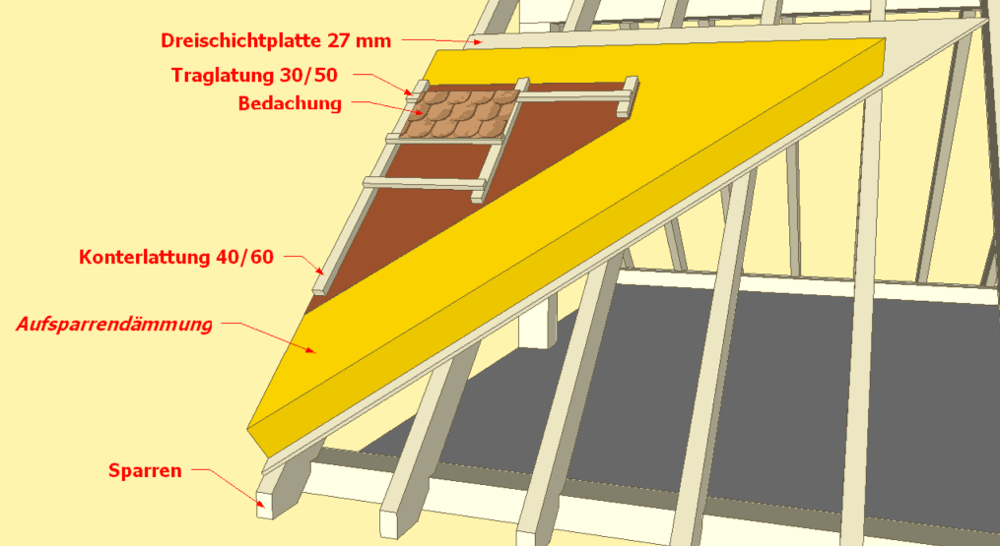 Dreischichtplatte 27 mm
Traglatung 30/50
Bedachung
Konterlattung 40/60
Aufsparrendämmung
Sparren